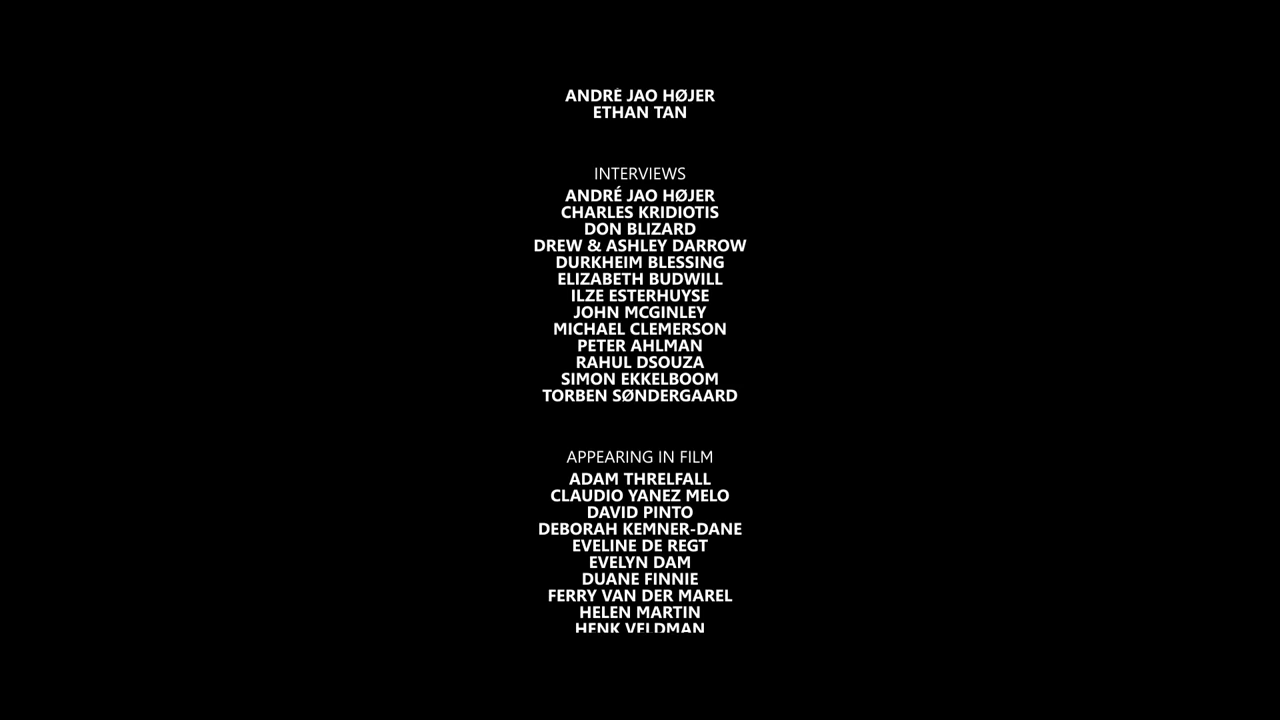 ANDRÉ JAO HØJER
ETHAN TAN
INTERVIEWS
ANDRÉ JAO HØJER
CHARLES KRIDIOTIS
DON BLIZARD
DREW & ASHLEY DARROW
DURKHEIM BLESSING
ELIZABETH BUDWILL
ILZE ESTERHUYSE
JOHN MCGINLEY
MICHAEL CLEMERSON
PETER AHLMAN
RAHUL DSOUZA
SIMON EKKELBOOM
TORBEN SØNDERGAARD
APPEARING IN FILM
ADAM THRELFALL
CLAUDIO YANEZ MELO
DAVID PINTO
DEBORAH KEMNER-DANE
EVELINE DE REGT
EVELYN DAM
DUANE FINNIE
FERRY VAN DER MAREL
HELEN MARTIN
HENK VELDMAN